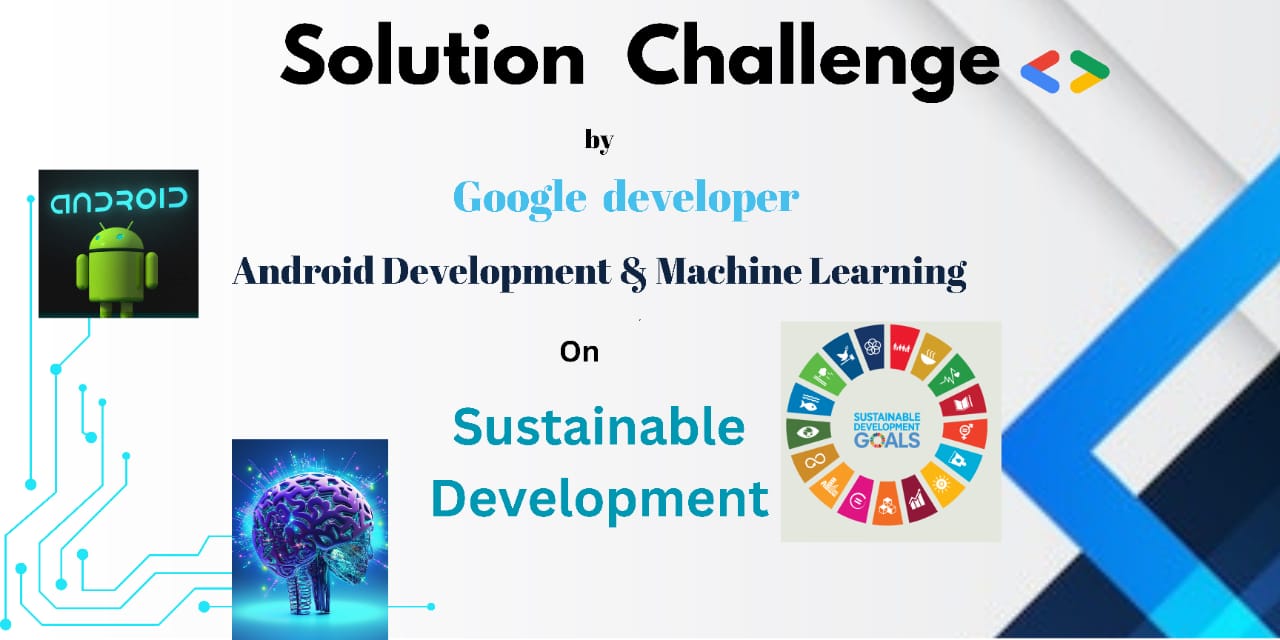 Solution Challenge
by
Google developer
ANDROID
Android Development & Machine Learning
On
SUSTAINABLE
DEVELOPMENT
GOALS
Sustainable
Development